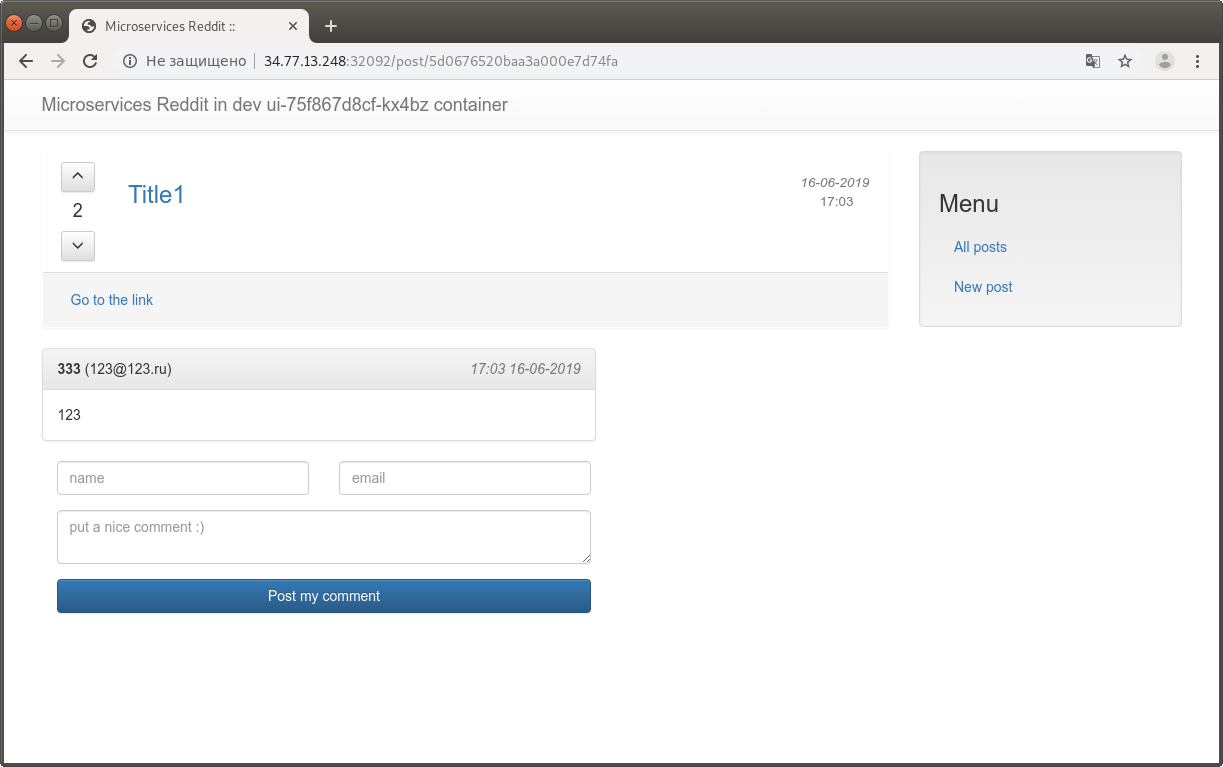 Microservices Reddit ::
Не защищено 34.77.13.248:32092/post/5d0676520baa3a000e7d74fa
Microservices Reddit in dev ui-75f867d8cf-kx4bz container
2
Title1
16-06-2019
17:03
Go to the link
Menu
All posts
New post
333 (123@123.ru) 17:03 16-06-2019
123
name email
put a nice comment :)
Post my comment